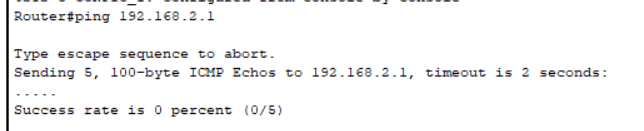 Router#ping 192.168.2.1
Type escape sequence to abort.
Sending 5, 100-byte ICMP Echos to 192.168.2.1, timeout is 2 seconds:
.....
Success rate is 0 percent (0/5)